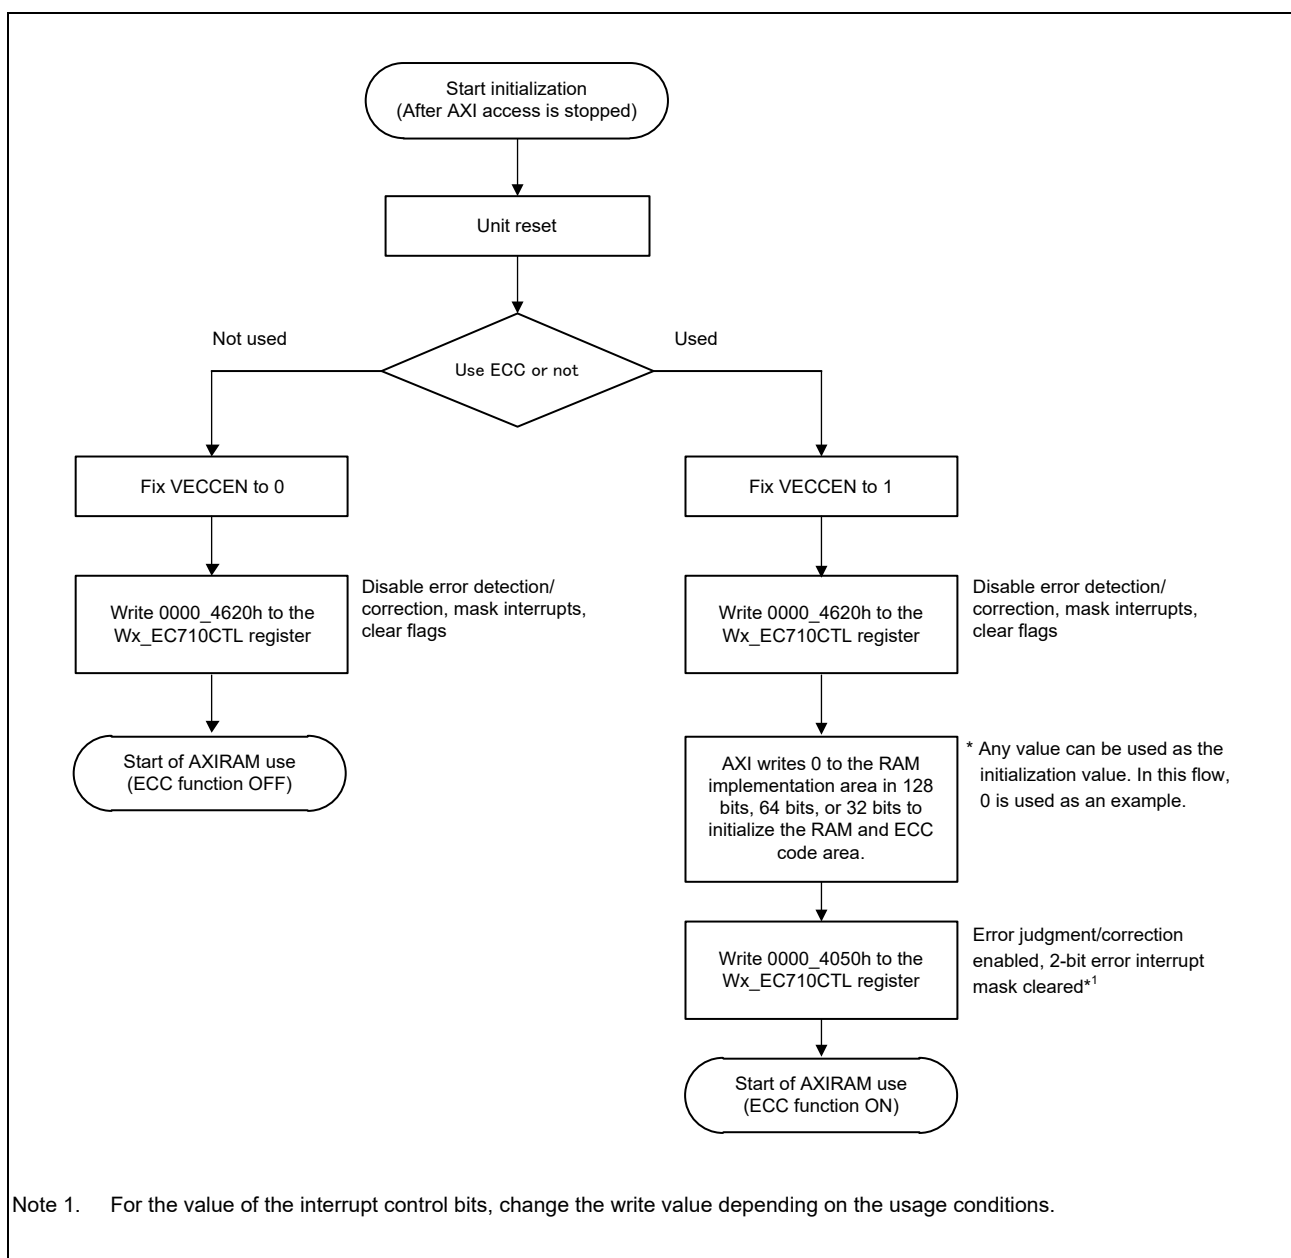 Start initialization
(After AXI access is stopped)
Unit reset
Use ECC or not
Not used
Used
Fix VECCEN to 0
Write 0000_4620h to the
Wx_EC710CTL register
Disable error detection/
correction, mask interrupts,
clear flags
Start of AXIRAM use
(ECC function OFF)
Fix VECCEN to 1
Write 0000_4620h to the
Wx_EC710CTL register
Disable error detection/
correction, mask interrupts,
clear flags
AXI writes 0 to the RAM
implementation area in 128
bits, 64 bits, or 32 bits to
initialize the RAM and ECC
code area.
* Any value can be used as the
initialization value. In this flow,
0 is used as an example.
Write 0000_4050h to the
Wx_EC710CTL register
Error judgment/correction
enabled, 2-bit error interrupt
mask cleared*1
Start of AXIRAM use
(ECC function ON)
Note 1. For the value of the interrupt control bits, change the write value depending on the usage conditions.